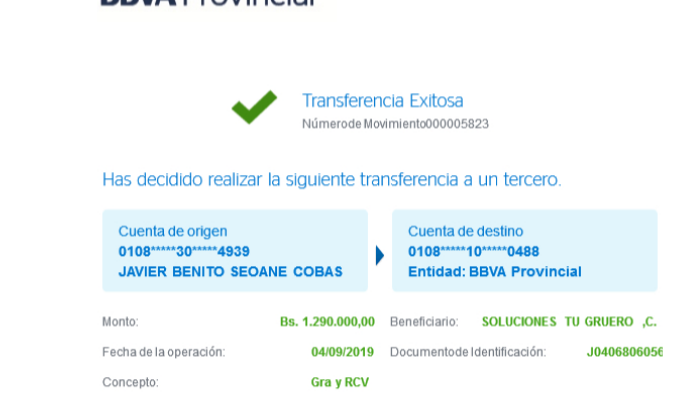 BBVA Provincial
Transferencia Exitosa
Númerode Movimiento000005823
Has decidido realizar la siguiente transferencia a un tercero.
Cuenta de origen
0108*****30*****4939
JAVIER BENITO SEOANE COBAS
Cuenta de destino
0108*****10*****0488
Entidad: BBVA Provincial
Monto: Bs. 1.290.000,00 Beneficiario: SOLUCIONES TU GRUERO ,C.
Fecha de la operación: 04/09/2019 Documentode Identificación: J0406806056
Concepto: Gra y RCV